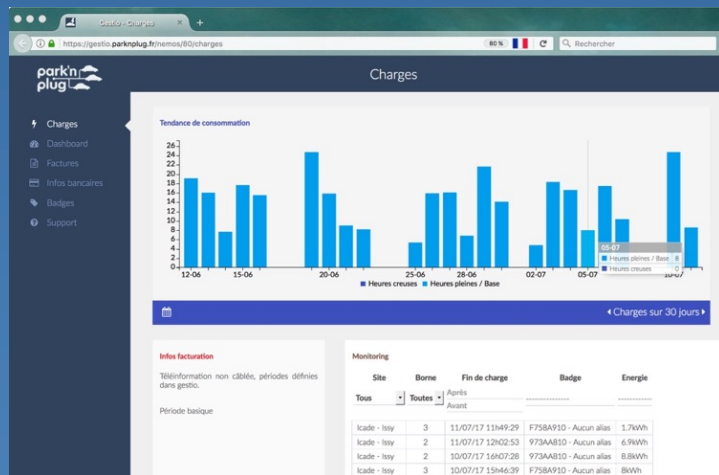 Gestio - Charges
https://gestio.parknplug.fr/nemos/80/charges
80%
Rechercher
park'n plug
Charges
Charges
Dashboard
Factures
Infos bancaires
Badges
Support
Tendance de consommation
26
24
22
20
18
16
14
12
10
8
6
4
2
0
12-06 15-06 20-06 25-06 28-06 02-07 05-07 10-07
05-07
Heures pleines / Base 8
Heures creuses 0
Heures creuses Heures pleines / Base
Charges sur 30 jours
Infos facturation
Téléinformation non câblée, périodes définies
dans gestio.
Période basique
Monitoring
Site Borne Fin de charge Badge Energie
Tous Toutes Après
Avant
Icade - Issy 3 11/07/17 11h49:29 F758A910 - Aucun alias 1.7kWh
Icade - Issy 2 11/07/17 12h02:53 973AA810 - Aucun alias 6.9kWh
Icade - Issy 2 10/07/17 16h07:28 973AA810 - Aucun alias 8.8kWh
Icade - Issy 3 10/07/17 15h46:39 F758A910 - Aucun alias 8kWh